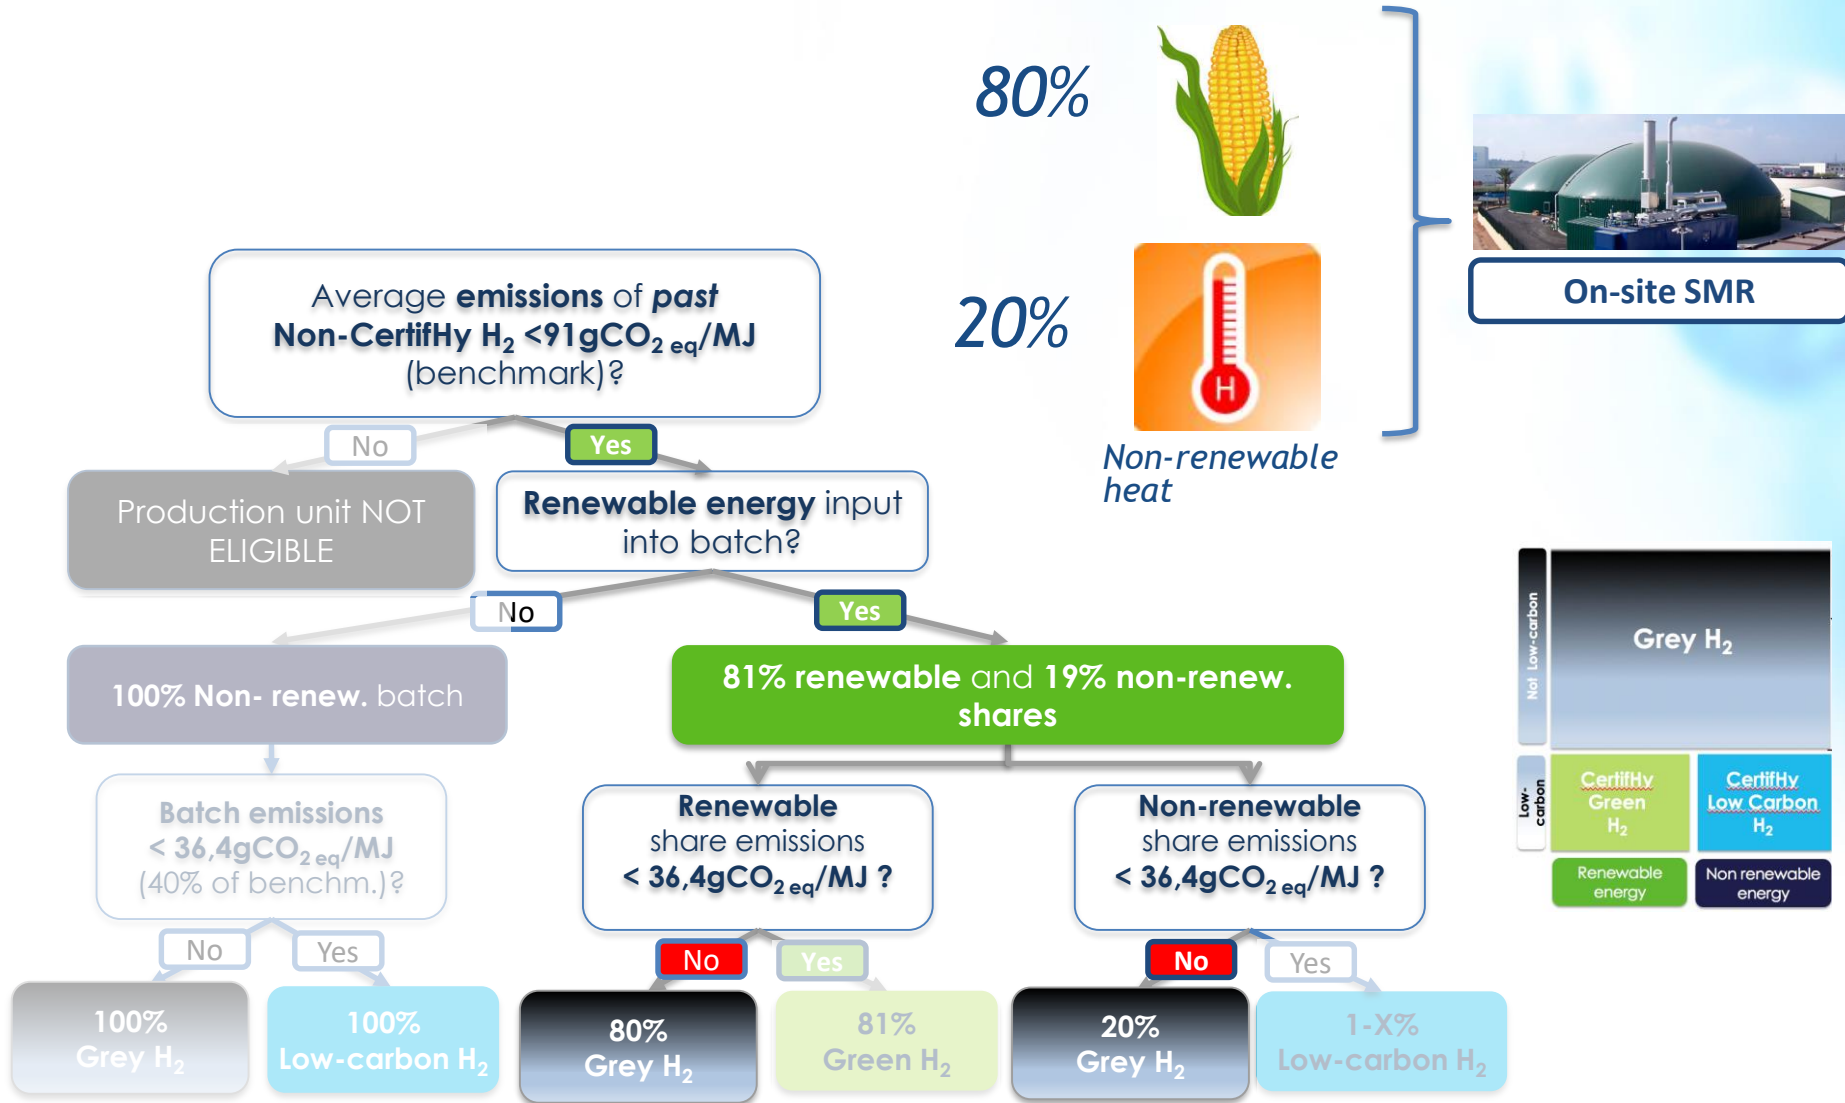 80%
20%
Non-renewable
heat
H
On-site SMR
Average emissions of past
Non-CertifHy H₂ <91gCO₂ eq/MJ
(benchmark)?
No
Yes
Production unit NOT
ELIGIBLE
Renewable energy input
into batch?
No
Yes
100% Non- renew. batch
81% renewable and 19% non-renew.
shares
Batch emissions
< 36,4gCO₂ eq/MJ
(40% of benchm.)?
Renewable
share emissions
< 36,4gCO₂ eq/MJ ?
Non-renewable
share emissions
< 36,4gCO₂ eq/MJ ?
No
Yes
No
Yes
No
Yes
100%
Grey H₂
100%
Low-carbon H₂
80%
Grey H₂
81%
Green H₂
20%
Grey H₂
1-X%
Low-carbon H₂
Not Low-carbon
Grey H₂
Low-
carbon
CertifHy
Green
H₂
CertifHy
Low Carbon
H₂
Renewable
energy
Non renewable
energy